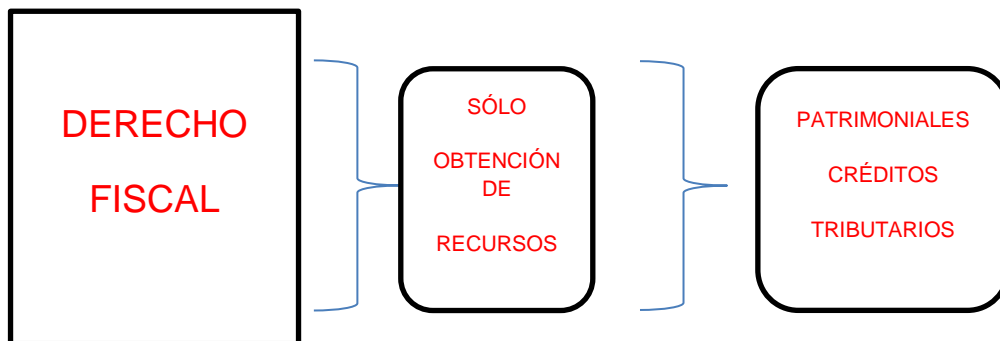 DERECHO
FISCAL
SÓLO
OBTENCIÓN
DE
RECURSOS
PATRIMONIALES
CRÉDITOS
TRIBUTARIOS